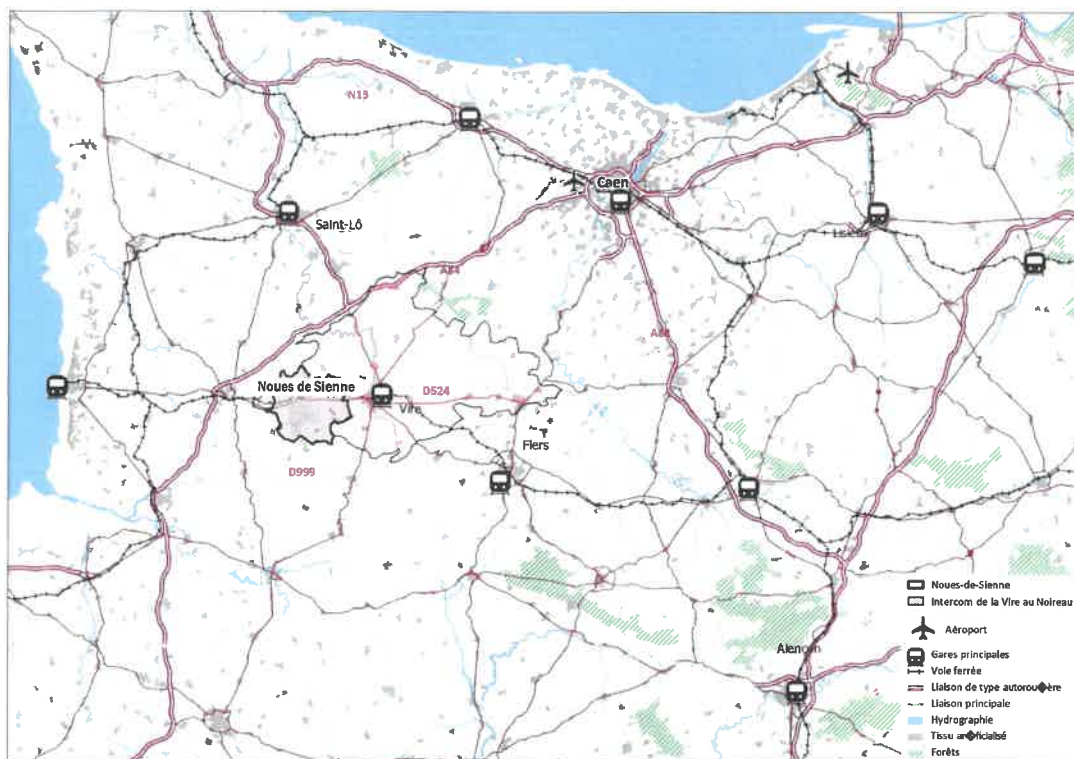 N13
Caen
Saint-Lô
A84
Noues de Sienne
D524
Vire
Flers
D999
Noues-de-Sienne
Intercom de la Vire au Noireau
Aéroport
Alençon
Gares principales
Voie ferrée
Liaison de type autorou�ère
Liaison principale
Hydrographie
Tissu ar�ficialisé
Forêts